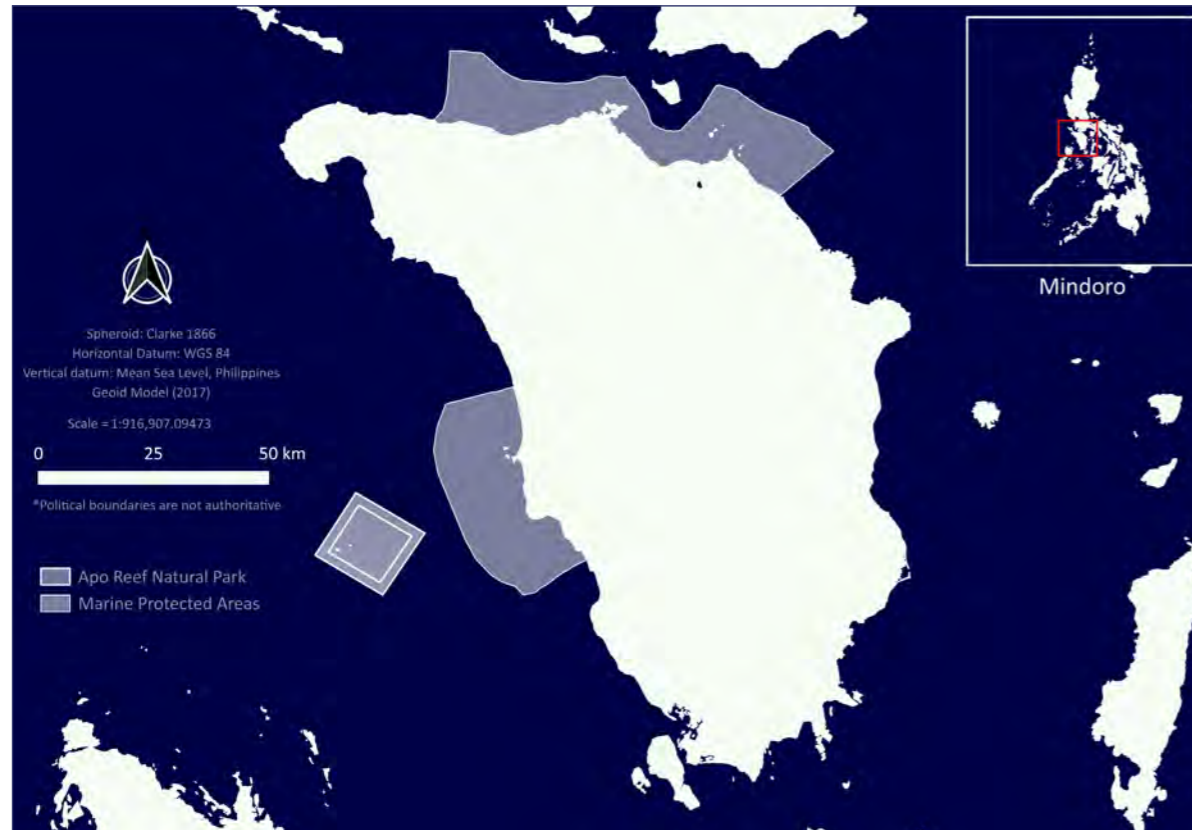 Mindoro
Spheroid: Clarke 1866
Horizontal Datum: WGS 84
Vertical datum: Mean Sea Level, Philippines
Geoid Model (2017)
Scale = 1:916,907.09473
0 25 50 km
*Political boundaries are not authoritative
Apo Reef Natural Park
Marine Protected Areas